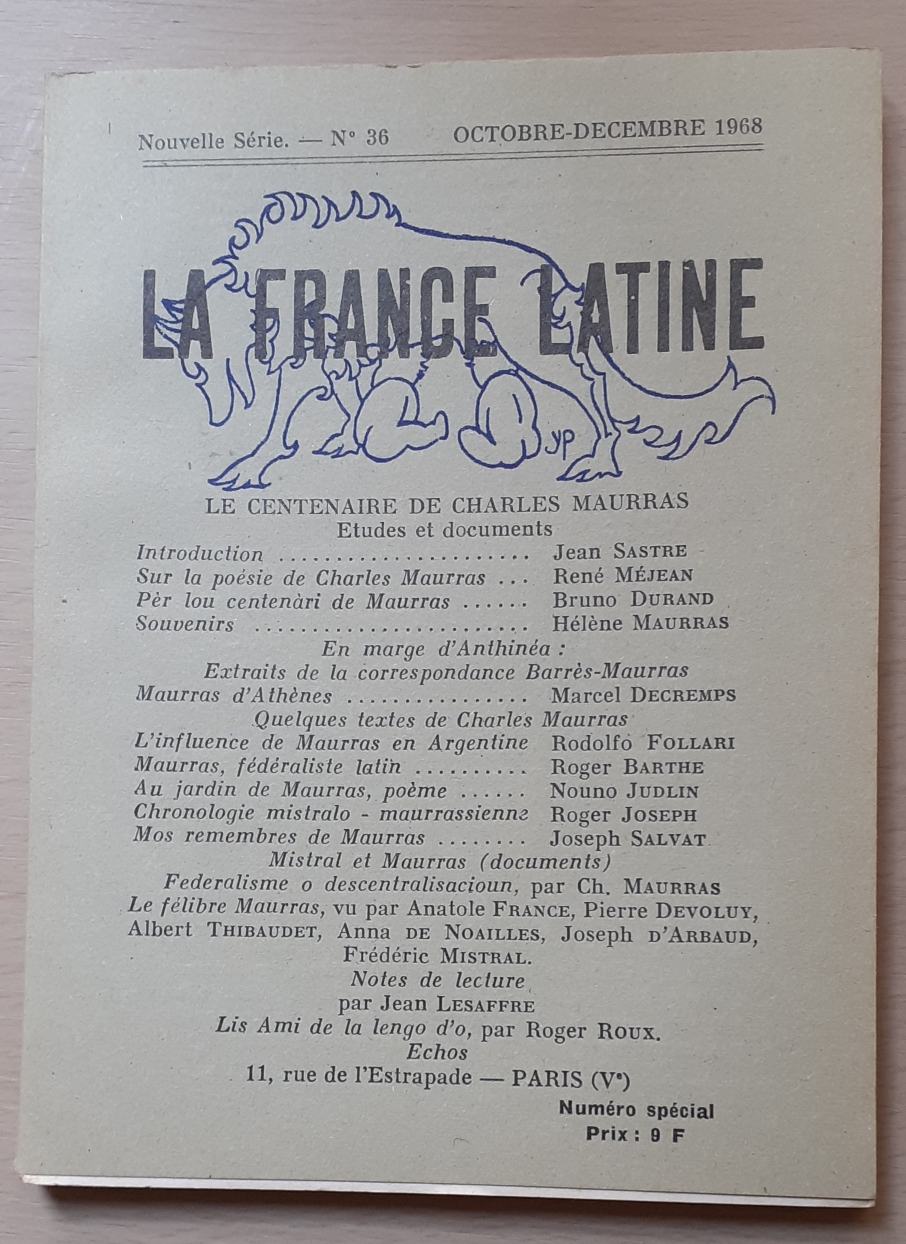 Nouvelle Série. — N° 36 OCTOBRE-DECEMBRE 1968
LA FRANCE LATINE
yp
LE CENTENAIRE DE CHARLES MAURRAS
Etudes et documents
Introduction ....................... Jean SASTRE
Sur la poésie de Charles Maurras ... René MÉJEAN
Pèr lou centenàri de Maurras ...... Bruno DURAND
Souvenirs ......................... Hélène MAURRAS
En marge d'Anthinéa :
Extraits de la correspondance Barrès-Maurras
Maurras d'Athènes ................ Marcel DECREMPS
Quelques textes de Charles Maurras
L'influence de Maurras en Argentine Rodolfo FOLLARI
Maurras, fédéraliste latin .......... Roger BARTHE
Au jardin de Maurras, poème ...... Nouno JUDLIN
Chronologie mistralo - maurrassienne Roger JOSEPH
Mos remembres de Maurras ........ Joseph SALVAT
Mistral et Maurras (documents)
Federalisme o descentralisacioun, par Ch. MAURRAS
Le félibre Maurras, vu par Anatole FRANCE, Pierre DEVOLUY,
Albert THIBAUDET, Anna DE NOAILLES, Joseph D'ARBAUD,
Frédéric MISTRAL.
Notes de lecture
par Jean LESAFFRE
Lis Ami de la lengo d'o, par Roger ROUX.
Echos
11, rue de l'Estrapade — PARIS (Vᵉ)
Numéro spécial
Prix : 9 F